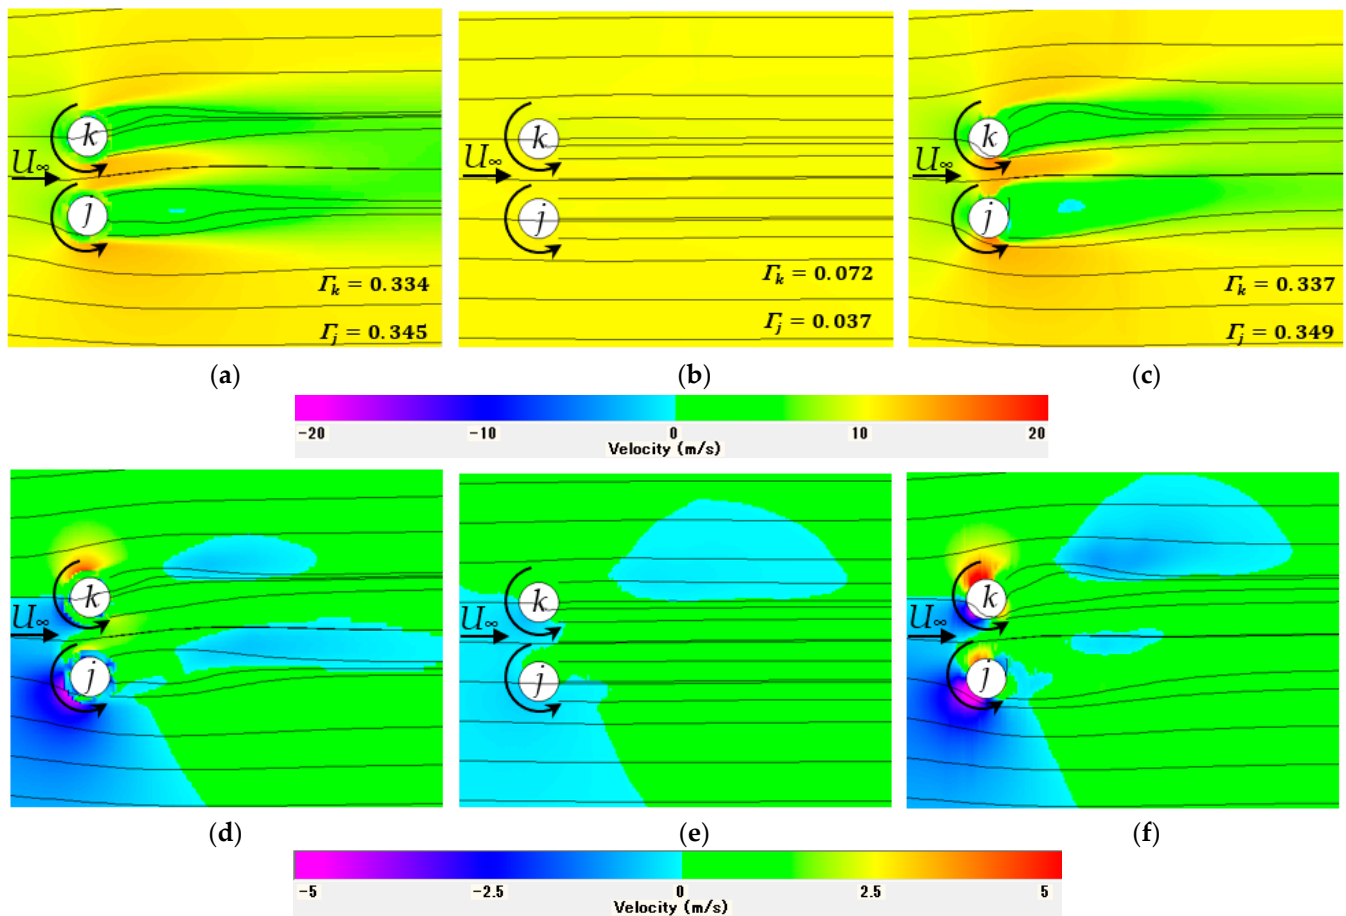 k
U∞
j
Γk = 0.334
Γj = 0.345
k
U∞
j
Γk = 0.072
Γj = 0.037
k
U∞
j
Γk = 0.337
Γj = 0.349
(a)
(b)
(c)
−20 −10 0 10 20
Velocity (m/s)
k
U∞
j
k
U∞
j
k
U∞
j
(d)
(e)
(f)
−5 −2.5 0 2.5 5
Velocity (m/s)